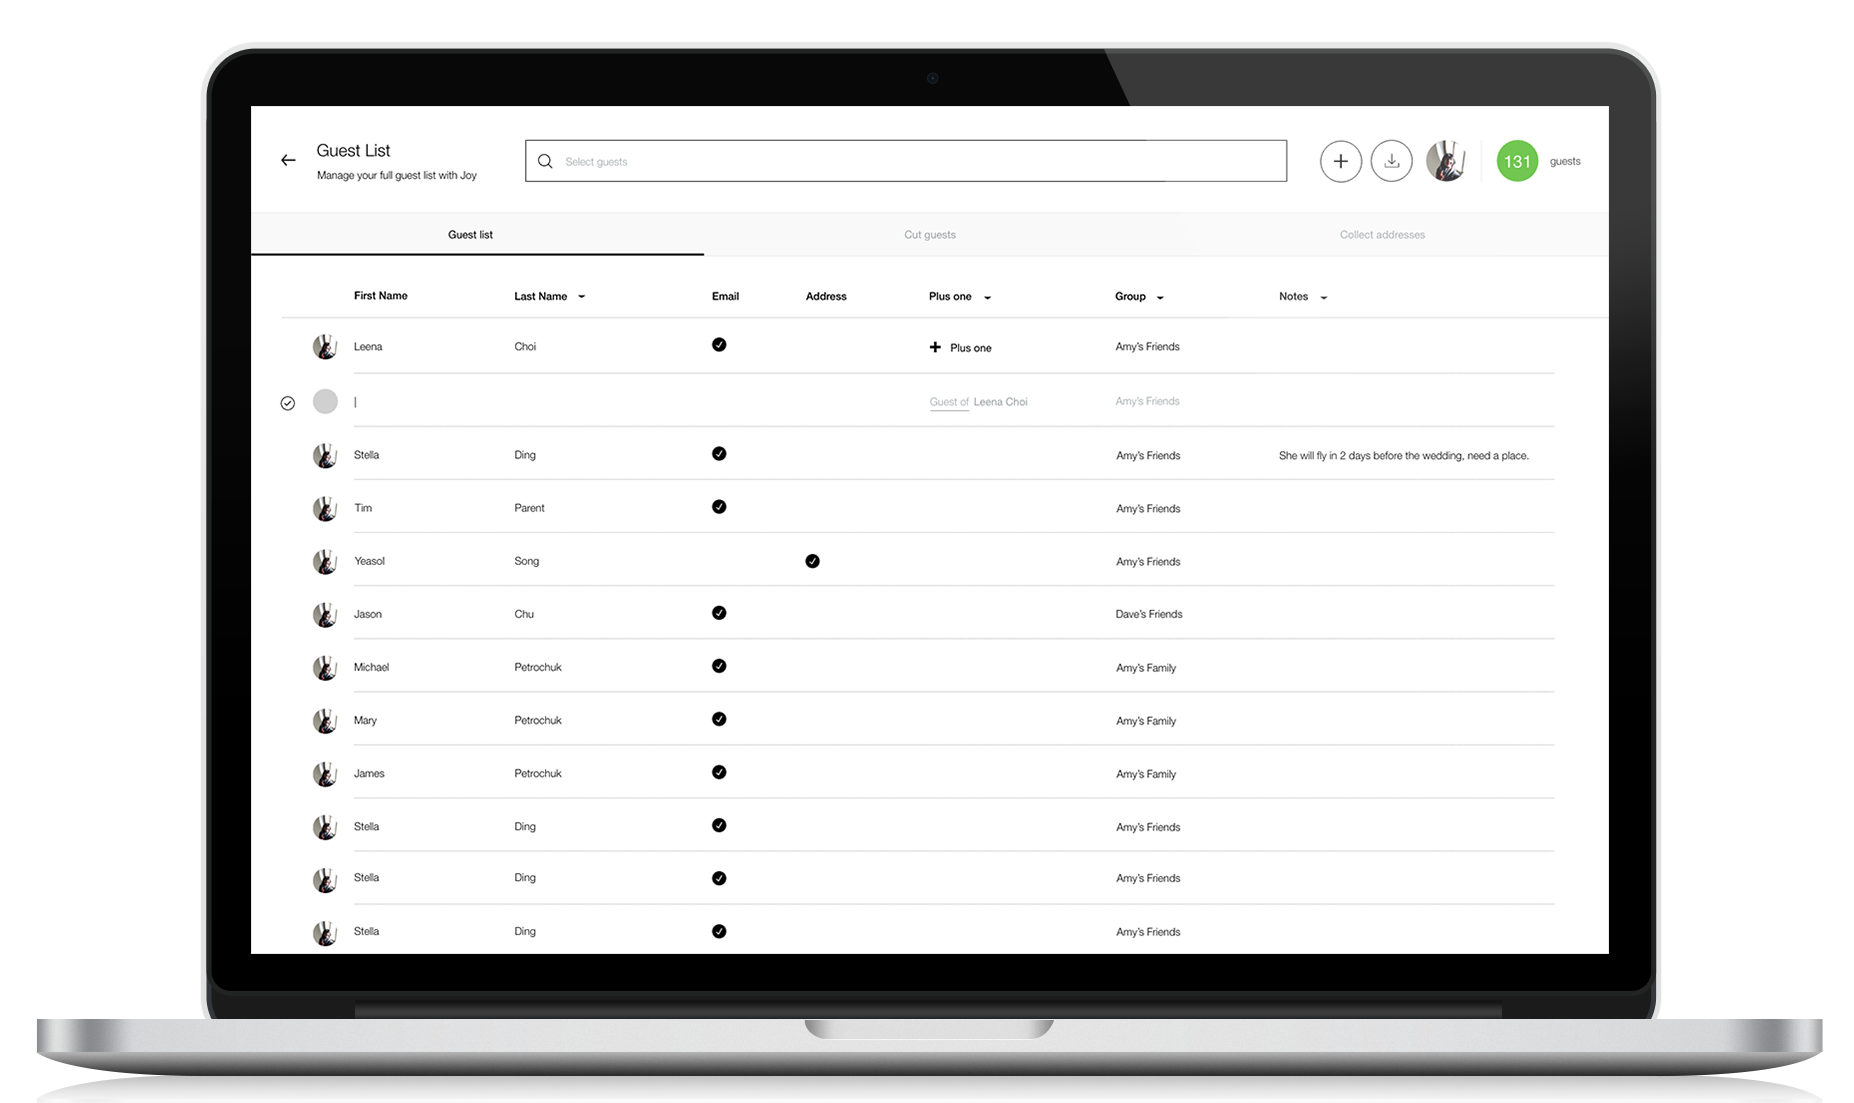 Guest List
Manage your full guest list with Joy
Select guests
131 guests
Guest list Cut guests Collect addresses
First Name Last Name Email Address Plus one Group Notes
Leena Choi Plus one Amy's Friends
Guest of Leena Choi Amy's Friends
Stella Ding Amy's Friends She will fly in 2 days before the wedding, need a place.
Tim Parent Amy's Friends
Yeasol Song Amy's Friends
Jason Chu Dave's Friends
Michael Petrochuk Amy's Family
Mary Petrochuk Amy's Family
James Petrochuk Amy's Family
Stella Ding Amy's Friends
Stella Ding Amy's Friends
Stella Ding Amy's Friends